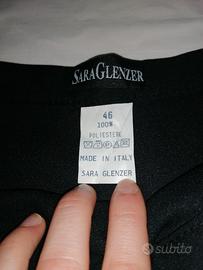 SARA GLENZER
46
100%
POLIESTERE
MADE IN ITALY
SARA GLENZER
subito